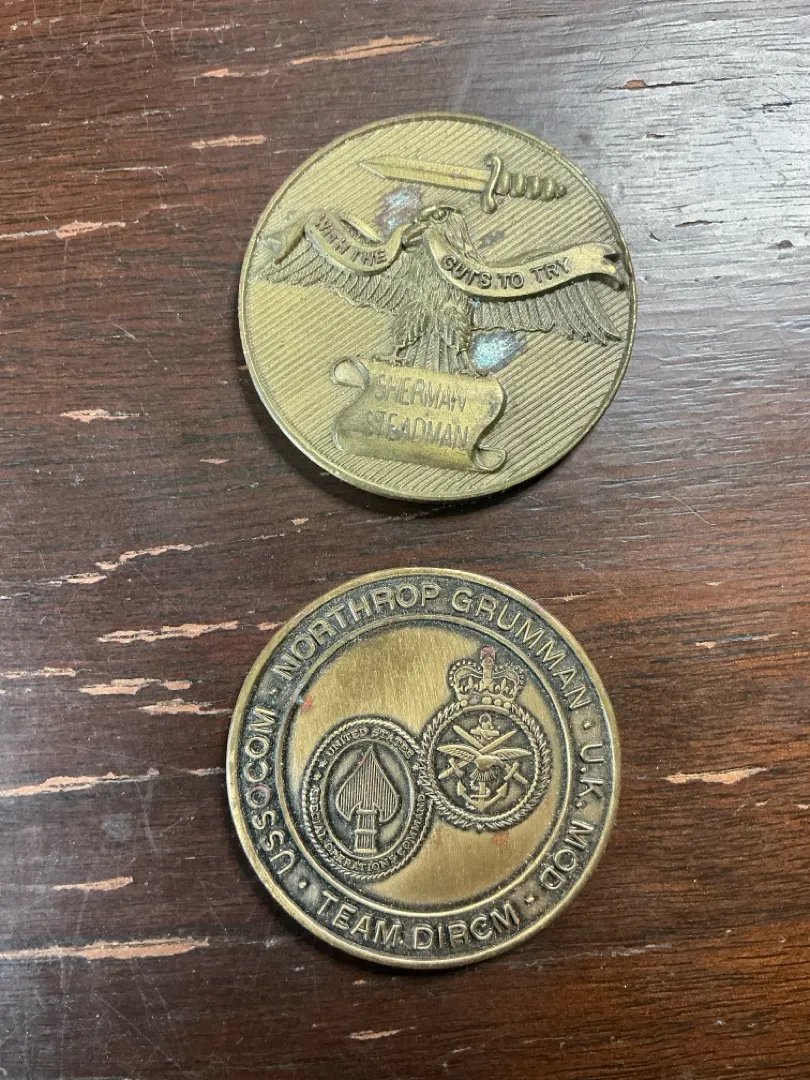 WITH THE
GUTS TO TRY
SHERMAN
STEADMAN
NORTHROP GRUMMAN · U.K. MOD · TEAM DIRCM · USSOCOM ·
UNITED STATES
SPECIAL OPERATIONS COMMAND